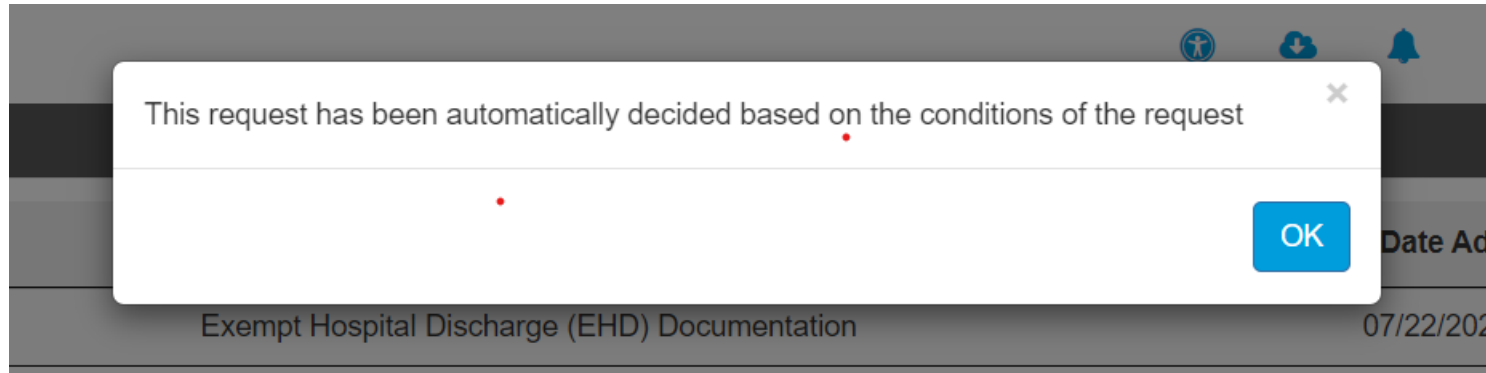 This request has been automatically decided based on the conditions of the request
×
OK
Date Ad
Exempt Hospital Discharge (EHD) Documentation
07/22/202